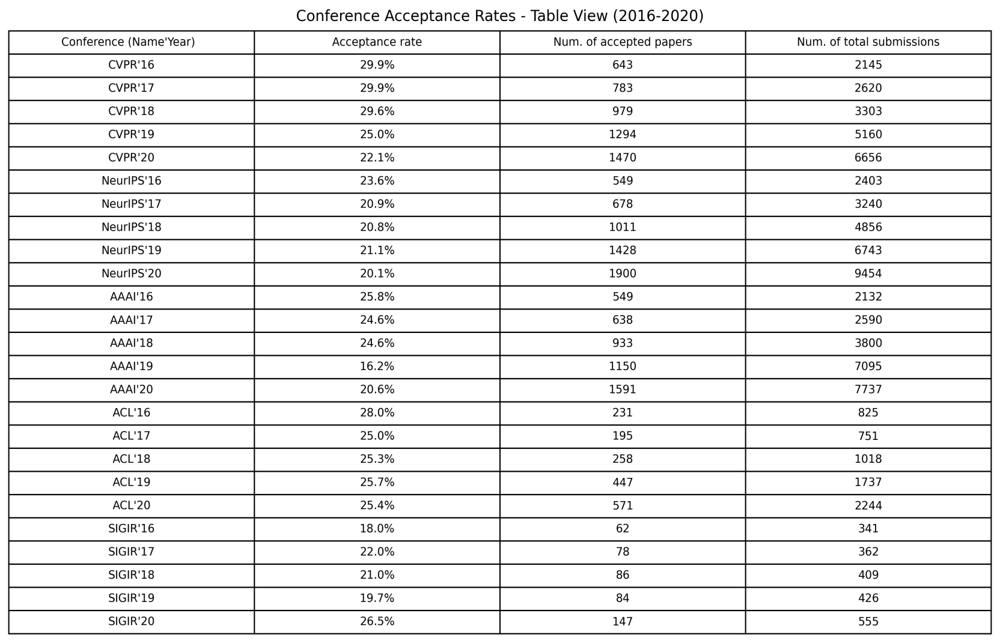 Conference Acceptance Rates - Table View (2016-2020)
Conference (Name'Year) Acceptance rate Num. of accepted papers Num. of total submissions
CVPR'16 29.9% 643 2145
CVPR'17 29.9% 783 2620
CVPR'18 29.6% 979 3303
CVPR'19 25.0% 1294 5160
CVPR'20 22.1% 1470 6656
NeurIPS'16 23.6% 549 2403
NeurIPS'17 20.9% 678 3240
NeurIPS'18 20.8% 1011 4856
NeurIPS'19 21.1% 1428 6743
NeurIPS'20 20.1% 1900 9454
AAAI'16 25.8% 549 2132
AAAI'17 24.6% 638 2590
AAAI'18 24.6% 933 3800
AAAI'19 16.2% 1150 7095
AAAI'20 20.6% 1591 7737
ACL'16 28.0% 231 825
ACL'17 25.0% 195 751
ACL'18 25.3% 258 1018
ACL'19 25.7% 447 1737
ACL'20 25.4% 571 2244
SIGIR'16 18.0% 62 341
SIGIR'17 22.0% 78 362
SIGIR'18 21.0% 86 409
SIGIR'19 19.7% 84 426
SIGIR'20 26.5% 147 555